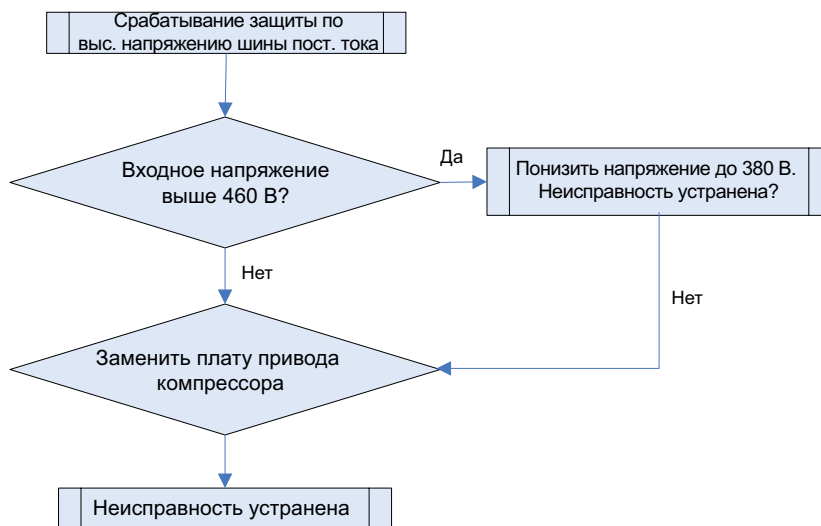 Срабатывание защиты по
выс. напряжению шины пост. тока
Входное напряжение
выше 460 В?
Да
Понизить напряжение до 380 В.
Неисправность устранена?
Нет
Нет
Заменить плату привода
компрессора
Неисправность устранена